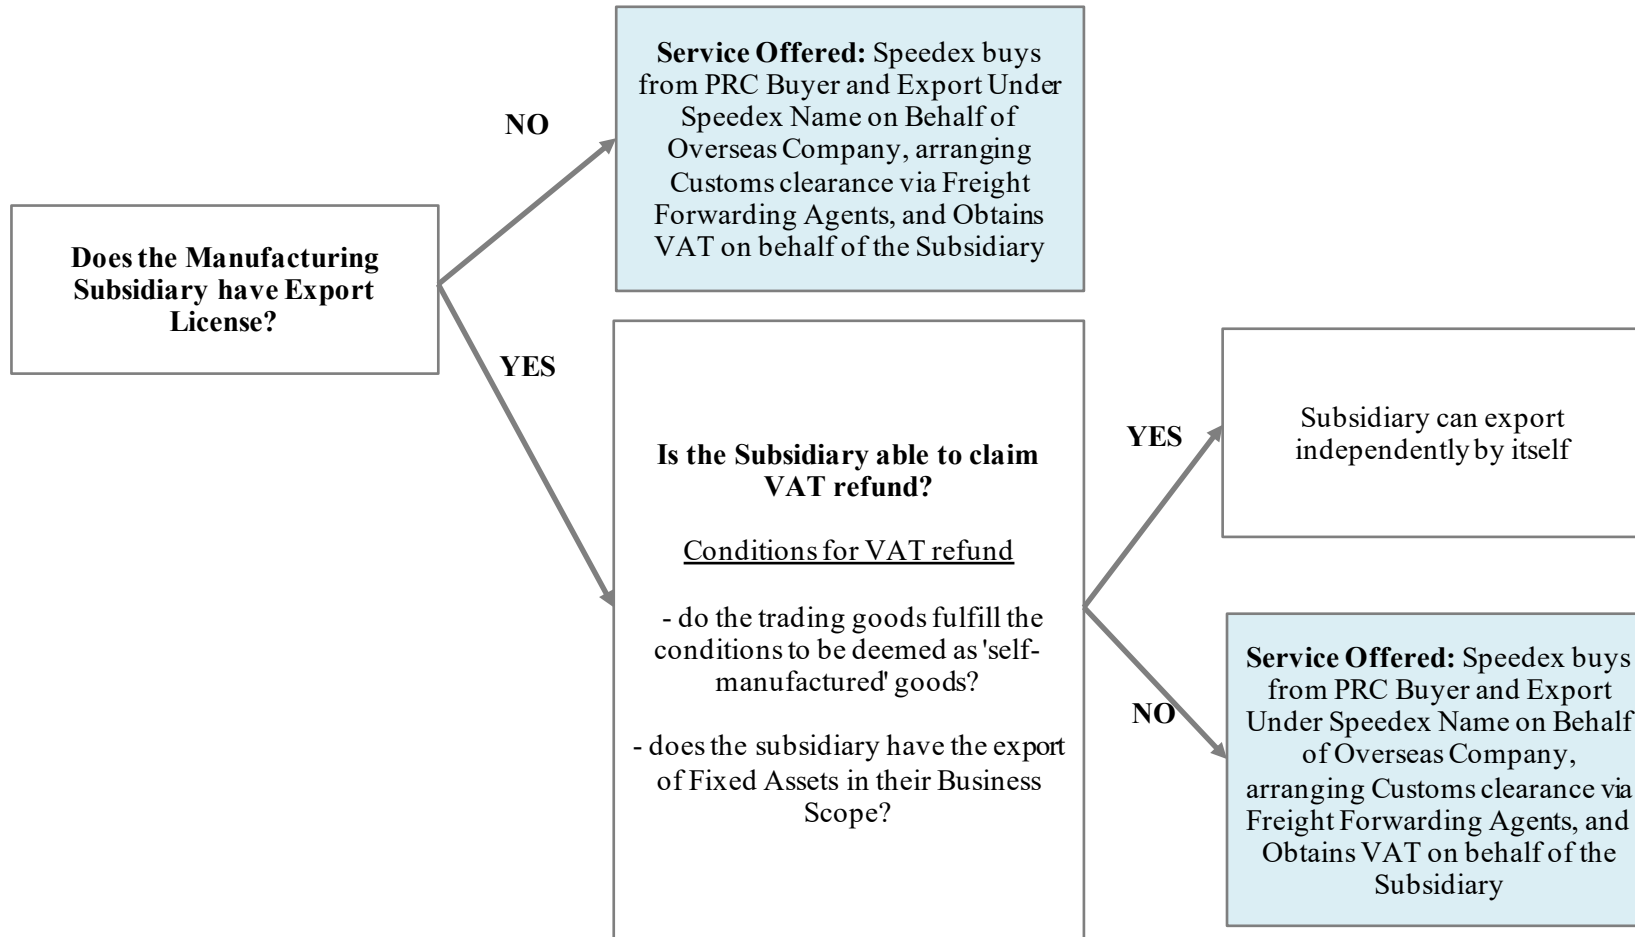 Does the Manufacturing
Subsidiary have Export
License?
NO
Service Offered: Speedex buys
from PRC Buyer and Export Under
Speedex Name on Behalf of
Overseas Company, arranging
Customs clearance via Freight
Forwarding Agents, and Obtains
VAT on behalf of the Subsidiary
YES
Is the Subsidiary able to claim
VAT refund?
Conditions for VAT refund
- do the trading goods fulfill the
conditions to be deemed as 'self-
manufactured' goods?
- does the subsidiary have the export
of Fixed Assets in their Business
Scope?
YES
Subsidiary can export
independently by itself
NO
Service Offered: Speedex buys
from PRC Buyer and Export
Under Speedex Name on Behalf
of Overseas Company,
arranging Customs clearance via
Freight Forwarding Agents, and
Obtains VAT on behalf of the
Subsidiary